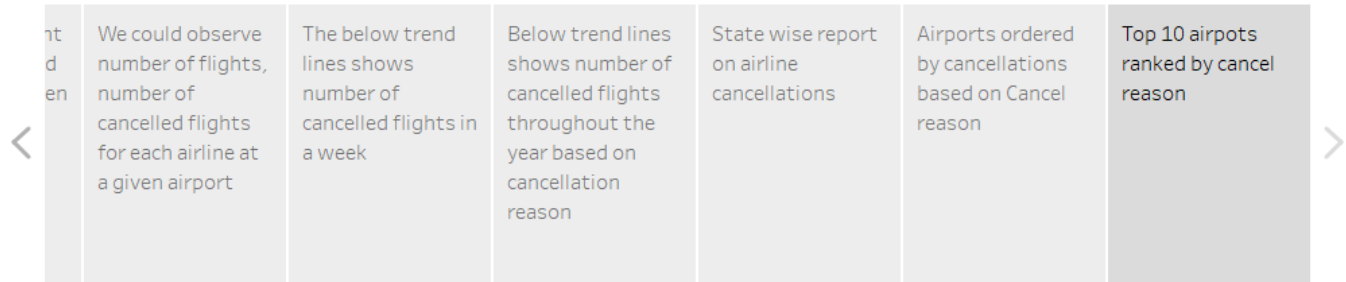 nt
d
en
We could observe
number of flights,
number of
cancelled flights
for each airline at
a given airport
The below trend
lines shows
number of
cancelled flights in
a week
Below trend lines
shows number of
cancelled flights
throughout the
year based on
cancellation
reason
State wise report
on airline
cancellations
Airports ordered
by cancellations
based on Cancel
reason
Top 10 airpots
ranked by cancel
reason